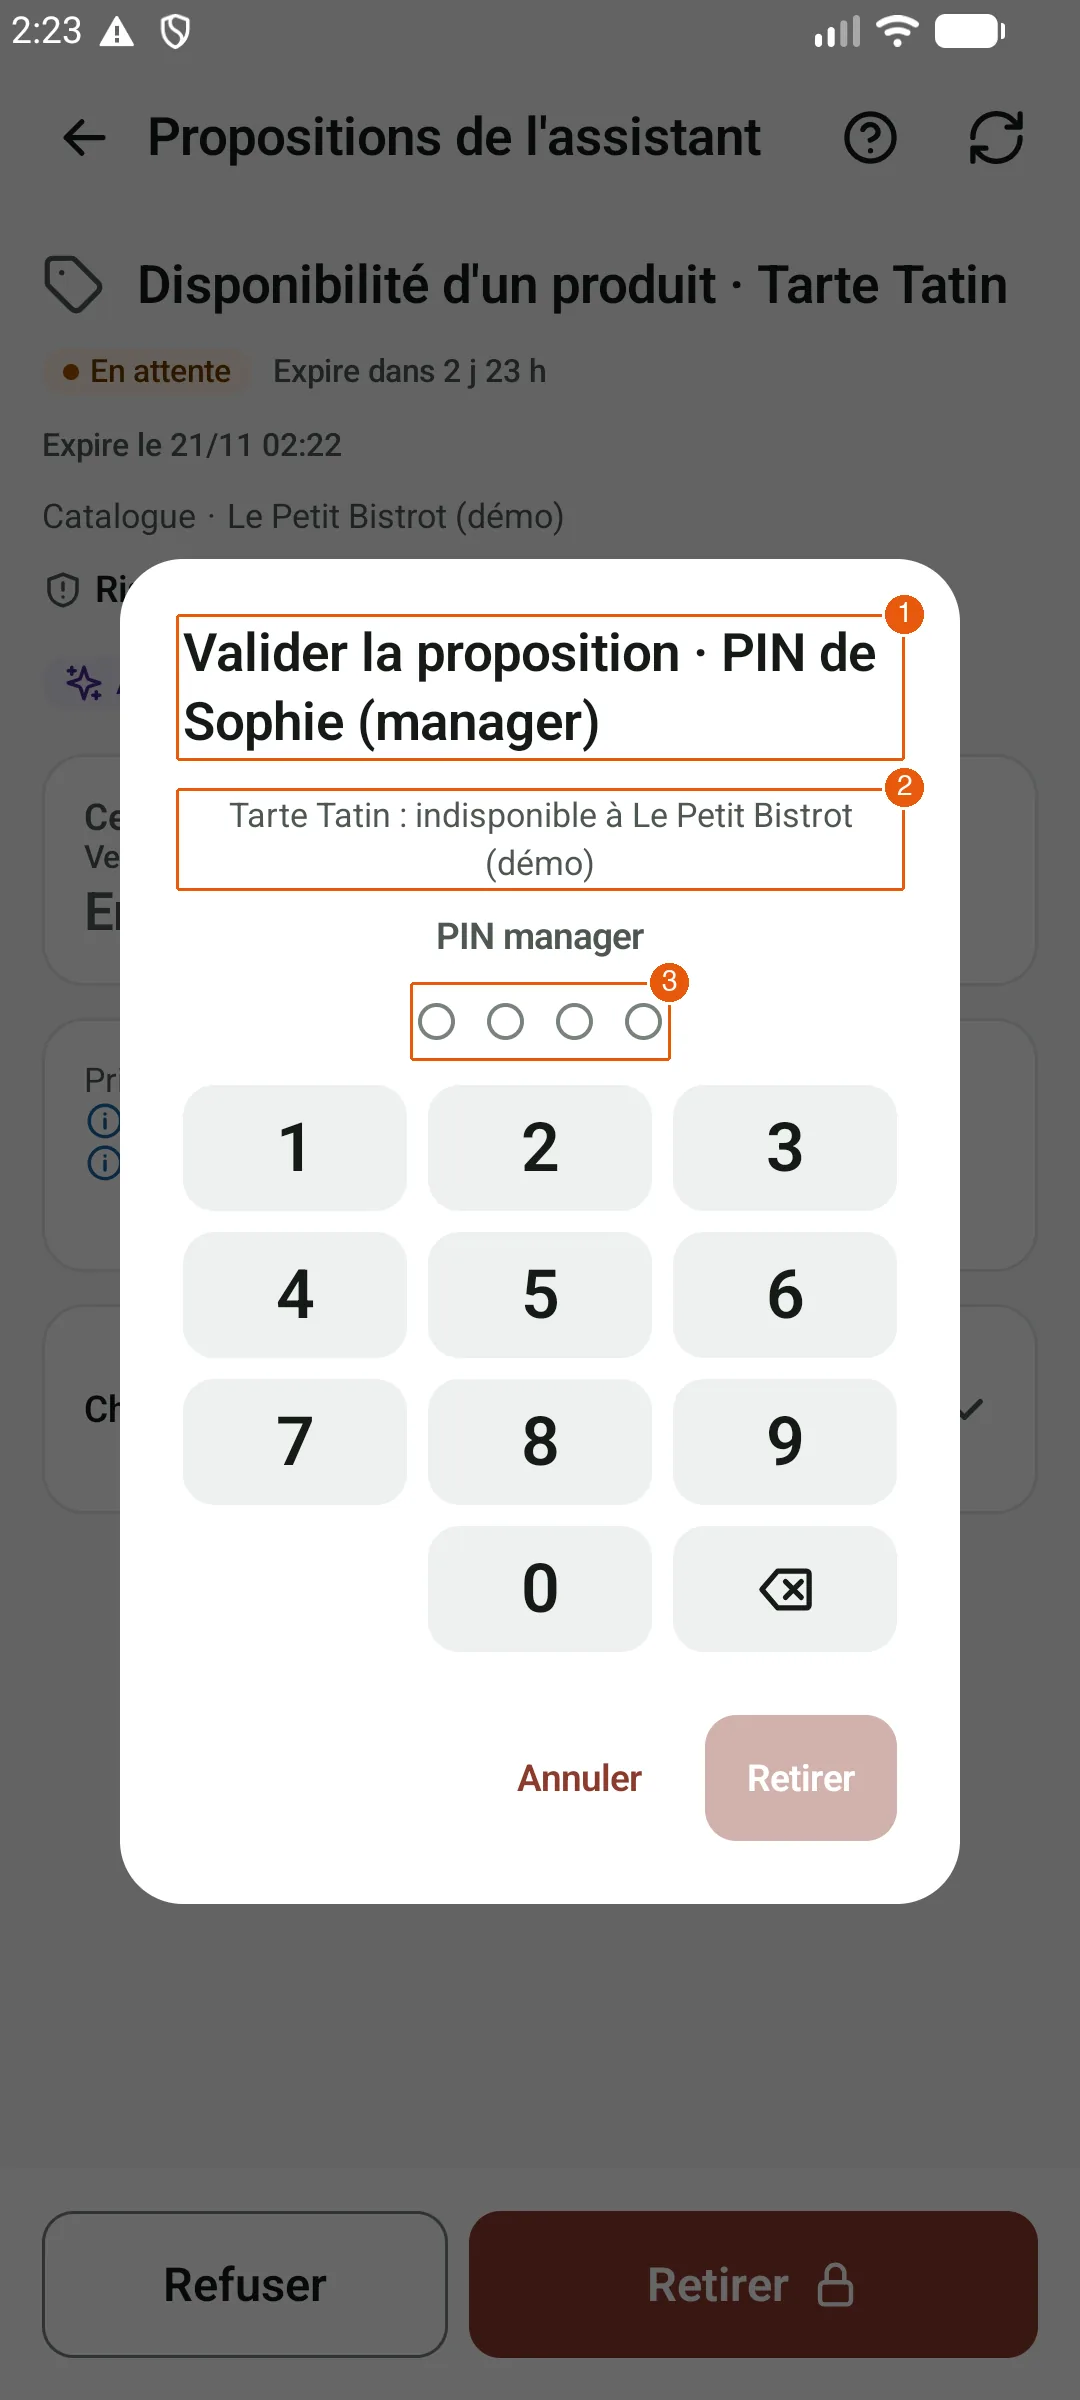 2:23
Propositions de l'assistant
Disponibilité d'un produit · Tarte Tatin
En attente Expire dans 2 j 23 h
Expire le 21/11 02:22
Catalogue · Le Petit Bistrot (démo)
1
Valider la proposition · PIN de
Sophie (manager)
2
Tarte Tatin : indisponible à Le Petit Bistrot
(démo)
PIN manager
3
1 2 3
4 5 6
7 8 9
0
Annuler Retirer
Refuser Retirer